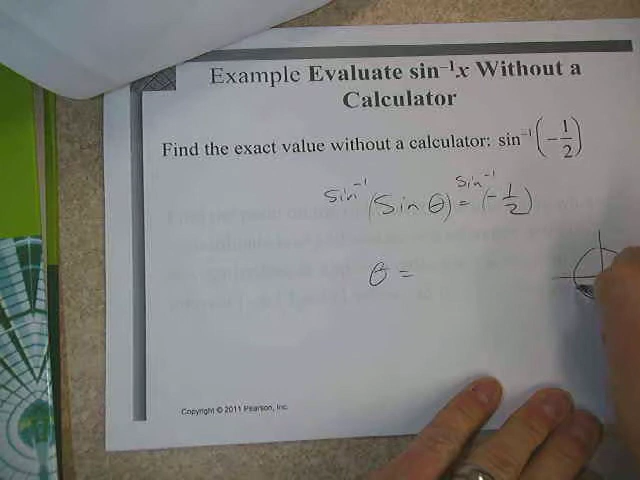 Example Evaluate sin⁻¹x Without a
Calculator
Find the exact value without a calculator: sin⁻¹(-1/2)
sin⁻¹(sin θ) = sin⁻¹(-1/2)
θ =
Copyright © 2011 Pearson, Inc.